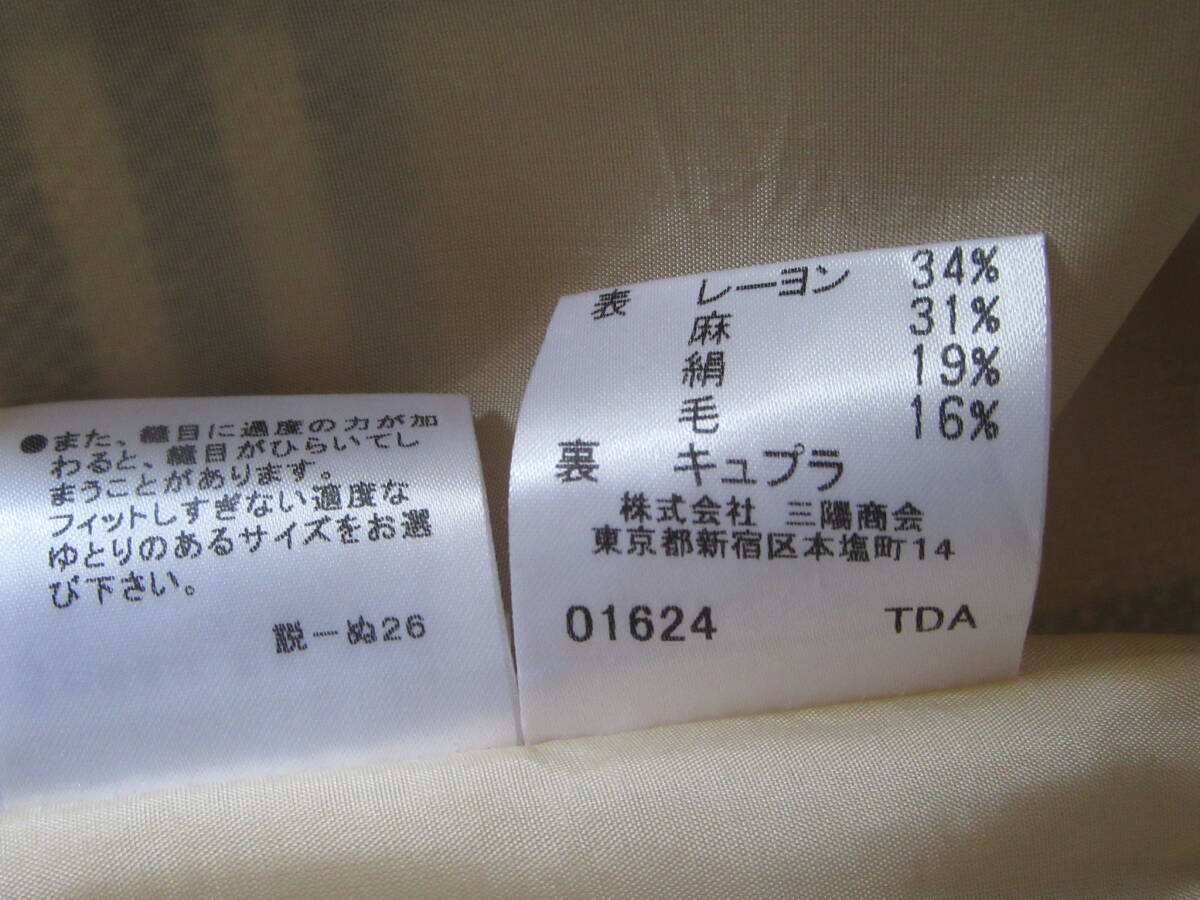 ●また、縫目に過度の力が加
わると、縫目がひらいてし
まうことがあります。
フィットしすぎない適度な
ゆとりのあるサイズをお選
び下さい。
脱ーぬ26
表 レーヨン 34%
麻 31%
絹 19%
毛 16%
裏 キュプラ
株式会社 三陽商会
東京都新宿区本塩町14
01624 TDA